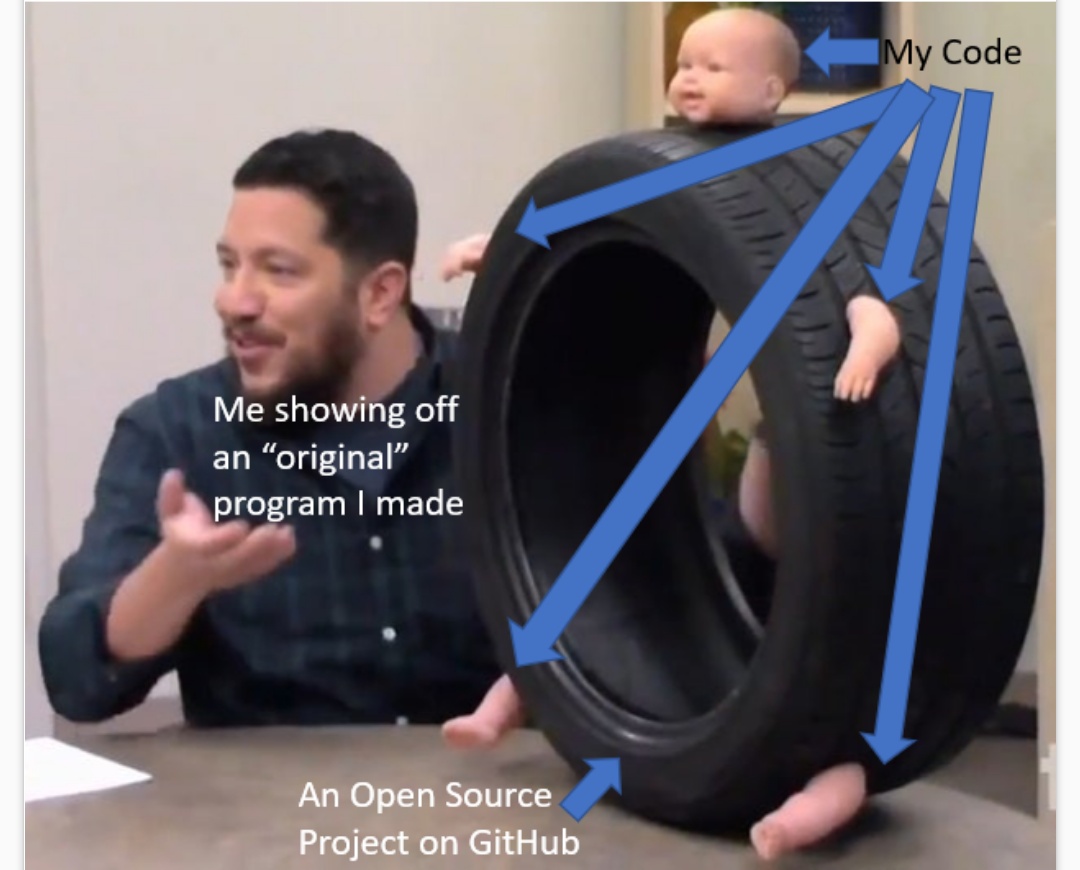 My Code
Me showing off
an “original”
program I made
An Open Source
Project on GitHub